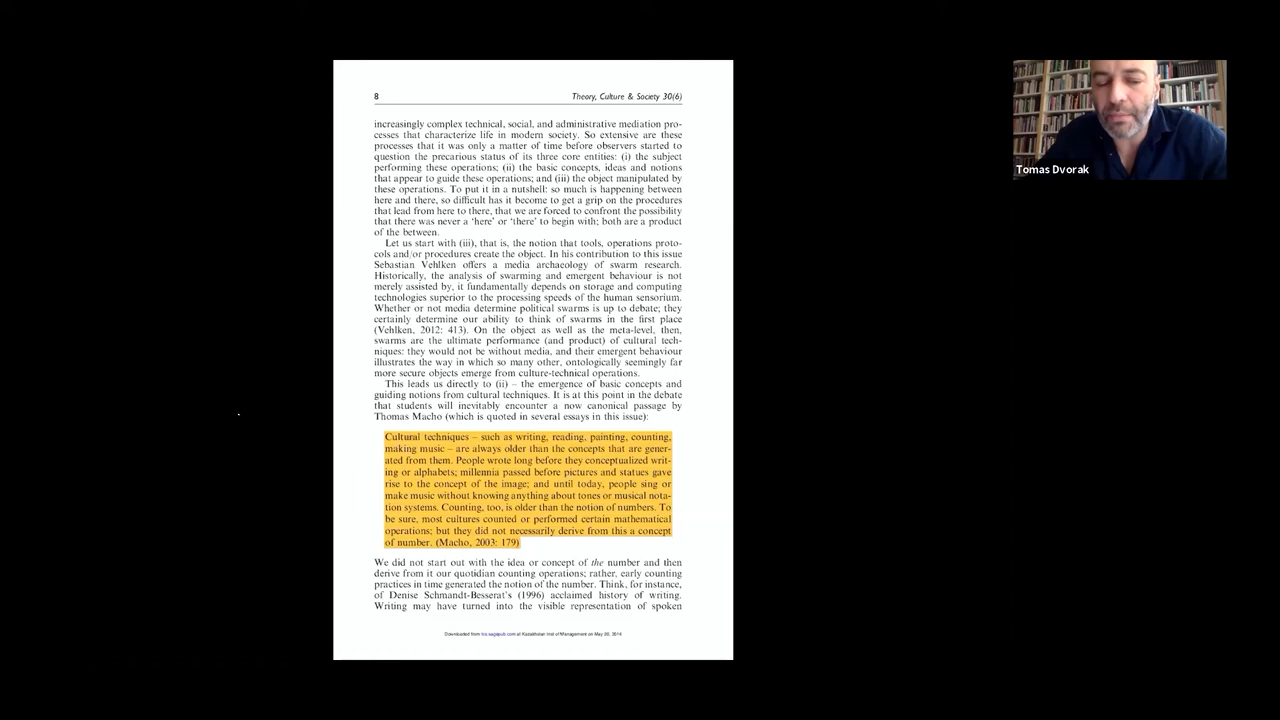 8 Theory, Culture & Society 30(6)
increasingly complex technical, social, and administrative mediation pro-
cesses that characterize life in modern society. So extensive are these
processes that it was only a matter of time before observers started to
question the precarious status of its three core entities: (i) the subject
performing these operations; (ii) the basic concepts, ideas and notions
that appear to guide these operations; and (iii) the object manipulated by
these operations. To put it in a nutshell: so much is happening between
here and there, so difficult has it become to get a grip on the procedures
that lead from here to there, that we are forced to confront the possibility
that there was never a ‘here’ or ‘there’ to begin with; both are a product
of the between.
Let us start with (iii), that is, the notion that tools, operations proto-
cols and/or procedures create the object. In his contribution to this issue
Sebastian Vehlken offers a media archaeology of swarm research.
Historically, the analysis of swarming and emergent behaviour is not
merely assisted by, it fundamentally depends on storage and computing
technologies superior to the processing speeds of the human sensorium.
Whether or not media determine political swarms is up to debate; they
certainly determine our ability to think of swarms in the first place
(Vehlken, 2012: 413). On the object as well as the meta-level, then,
swarms are the ultimate performance (and product) of cultural tech-
niques: they would not be without media, and their emergent behaviour
illustrates the way in which so many other, ontologically seemingly far
more secure objects emerge from culture-technical operations.
This leads us directly to (ii) – the emergence of basic concepts and
guiding notions from cultural techniques. It is at this point in the debate
that students will inevitably encounter a now canonical passage by
Thomas Macho (which is quoted in several essays in this issue):
Cultural techniques – such as writing, reading, painting, counting,
making music – are always older than the concepts that are gener-
ated from them. People wrote long before they conceptualized writ-
ing or alphabets; millennia passed before pictures and statues gave
rise to the concept of the image; and until today, people sing or
make music without knowing anything about tones or musical nota-
tion systems. Counting, too, is older than the notion of numbers. To
be sure, most cultures counted or performed certain mathematical
operations; but they did not necessarily derive from this a concept
of number. (Macho, 2003: 179)
We did not start out with the idea or concept of the number and then
derive from it our quotidian counting operations; rather, early counting
practices in time generated the notion of the number. Think, for instance,
of Denise Schmandt-Besserat's (1996) acclaimed history of writing.
Writing may have turned into the visible representation of spoken
Downloaded from tcs.sagepub.com at Kazakhstan Inst of Management on May 20, 2014
Tomas Dvorak